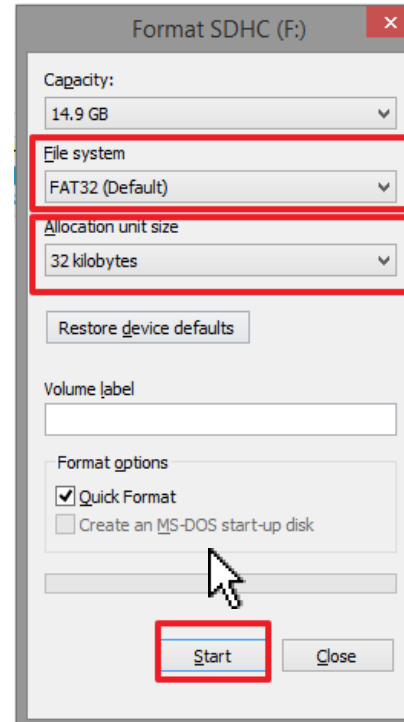 Format SDHC (F:)
Capacity:
14.9 GB
File system
FAT32 (Default)
Allocation unit size
32 kilobytes
Restore device defaults
Volume label
Format options
Quick Format
Create an MS-DOS start-up disk
Start
Close